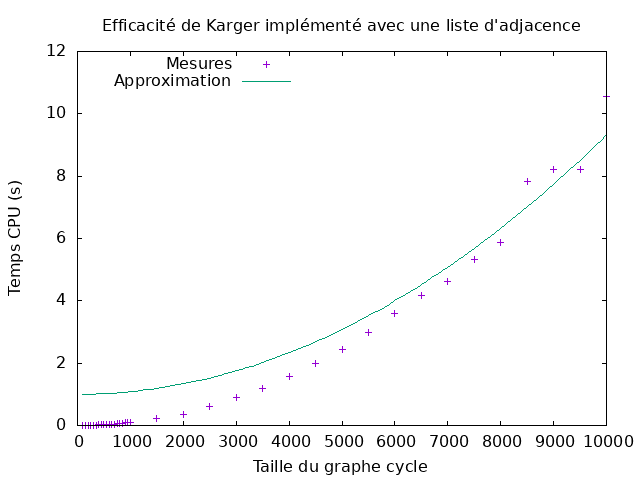 Efficacité de Karger implémenté avec une liste d'adjacence
12
10
8
6
4
2
0
Temps CPU (s)
Mesures
Approximation
0 1000 2000 3000 4000 5000 6000 7000 8000 9000 10000
Taille du graphe cycle